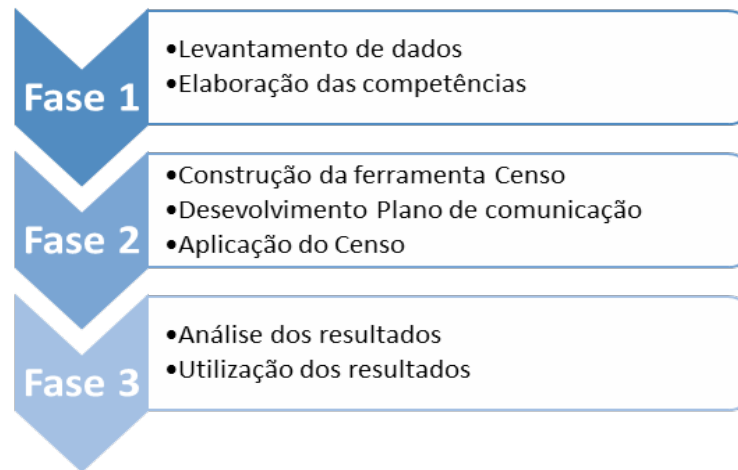 Fase 1
•Levantamento de dados
•Elaboração das competências
Fase 2
•Construção da ferramenta Censo
•Desevolvimento Plano de comunicação
•Aplicação do Censo
Fase 3
•Análise dos resultados
•Utilização dos resultados